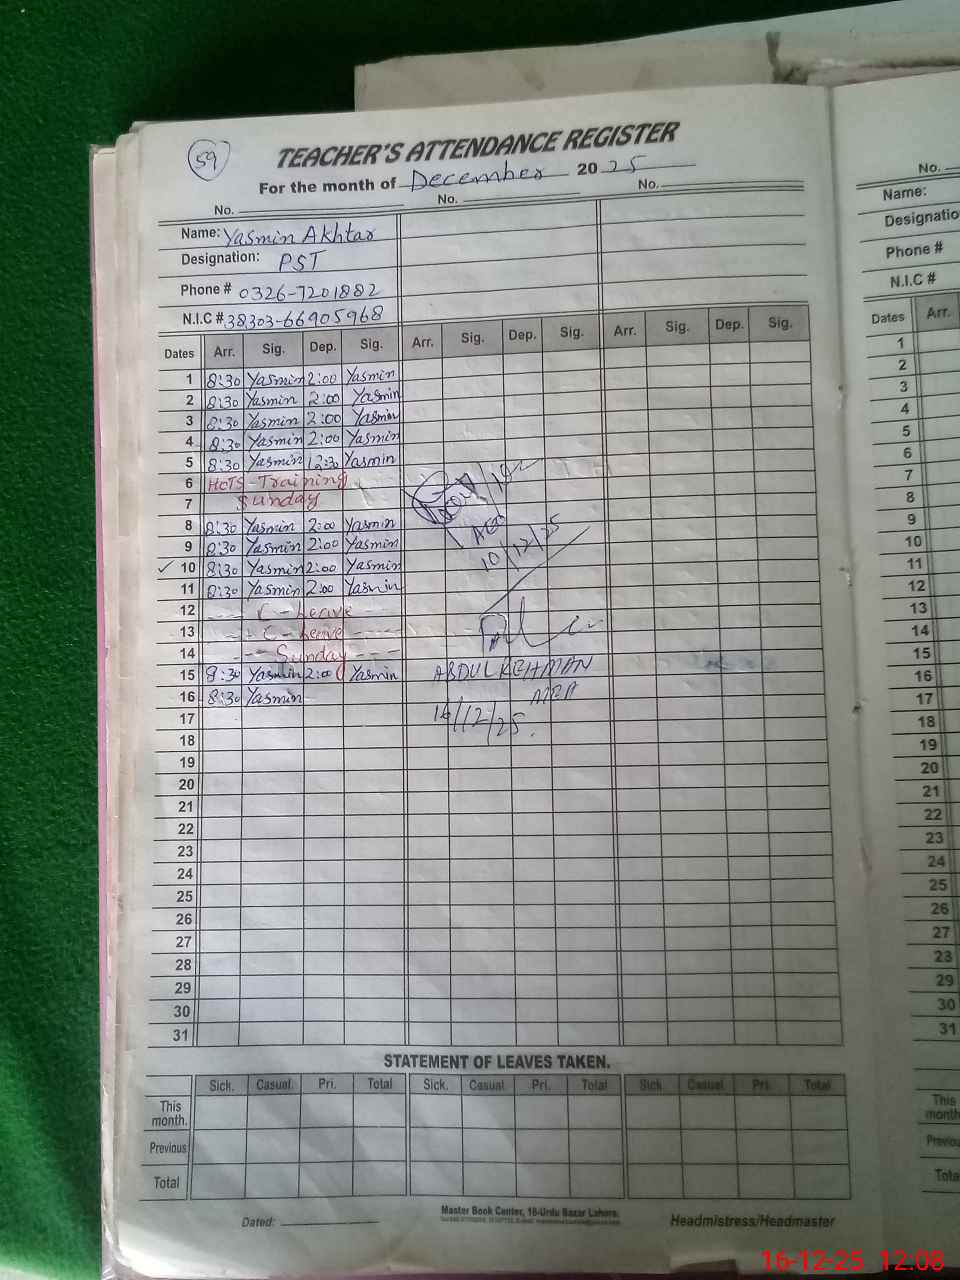 59
TEACHER'S ATTENDANCE REGISTER
For the month of December 2025
No. No. No.
Name: Yasmin Akhtar
Designation: PST
Phone # 0326-7201882
N.I.C # 38303-66905968
Dates Arr. Sig. Dep. Sig. Arr. Sig. Dep. Sig. Arr. Sig. Dep. Sig.
1 8:30 Yasmin 2:00 Yasmin
2 8:30 Yasmin 2:00 Yasmin
3 8:30 Yasmin 2:00 Yasmin
4 8:30 Yasmin 2:00 Yasmin
5 8:30 Yasmin 12:30 Yasmin
6 HOTS-Training
7 Sunday
8 8:30 Yasmin 2:00 Yasmin
9 8:30 Yasmin 2:00 Yasmin
10 8:30 Yasmin 2:00 Yasmin
11 8:30 Yasmin 2:00 Yasmin
12 C-Leave
13 C-Leave
14 Sunday
15 8:30 Yasmin 2:00 Yasmin
16 8:30 Yasmin
17
18
19
20
21
22
23
24
25
26
27
28
29
30
31
AEO
10/12/25
ABDUL REHMAN
16/12/25.
STATEMENT OF LEAVES TAKEN.
Sick. Casual Pri. Total Sick. Casual Pri. Total Sick. Casual Pri. Total
This month.
Previous
Total
Master Book Center, 16-Urdu Bazar Lahore.
Dated: Headmistress/Headmaster
No.
Name:
Designatio
Phone #
N.I.C #
Dates Arr.
1
2
3
4
5
6
7
8
9
10
11
12
13
14
15
16
17
18
19
20
21
22
23
24
25
26
27
23
29
30
31
This
month
Previou
Tota
16-12-25 12:08